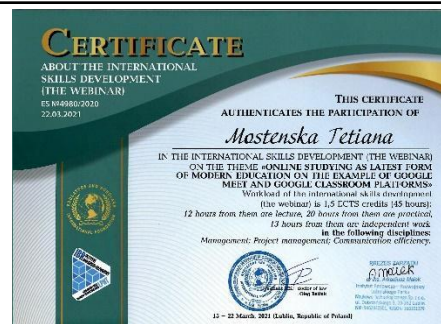 CERTIFICATE
ABOUT THE INTERNATIONAL
SKILLS DEVELOPMENT
(THE WEBINAR)
ES №4980/2020
22.03.2021
THIS CERTIFICATE
AUTHENTICATES THE PARTICIPATION OF
Mostenska Tetiana
IN THE INTERNATIONAL SKILLS DEVELOPMENT (THE WEBINAR)
ON THE THEME «ONLINE STUDYING AS LATEST FORM
OF MODERN EDUCATION ON THE EXAMPLE OF GOOGLE
MEET AND GOOGLE CLASSROOM PLATFORMS»
Workload of the international skills development
(the webinar) is 1,5 ECTS credits (45 hours):
12 hours from them are lecture, 20 hours from them are practical,
13 hours from them are independent work
in the following disciplines:
Management; Project management; Communication efficiency.
doctor of law
PREZES ZARZĄDU
15 – 22 March, 2021 (Lublin, Republic of Poland)